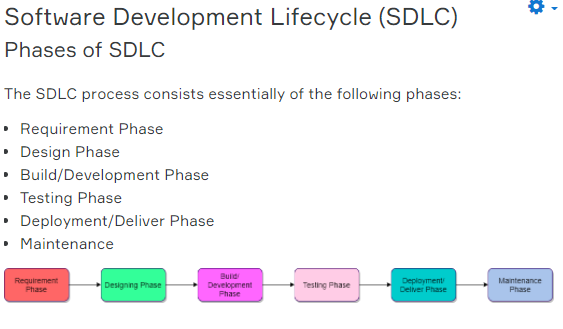 Software Development Lifecycle (SDLC)
Phases of SDLC
The SDLC process consists essentially of the following phases:
• Requirement Phase
• Design Phase
• Build/Development Phase
• Testing Phase
• Deployment/Deliver Phase
• Maintenance
Requirement
Phase
Designing Phase
Build/
Development
Phase
Testing Phase
Deployment/
Deliver Phase
Maintenance
Phase